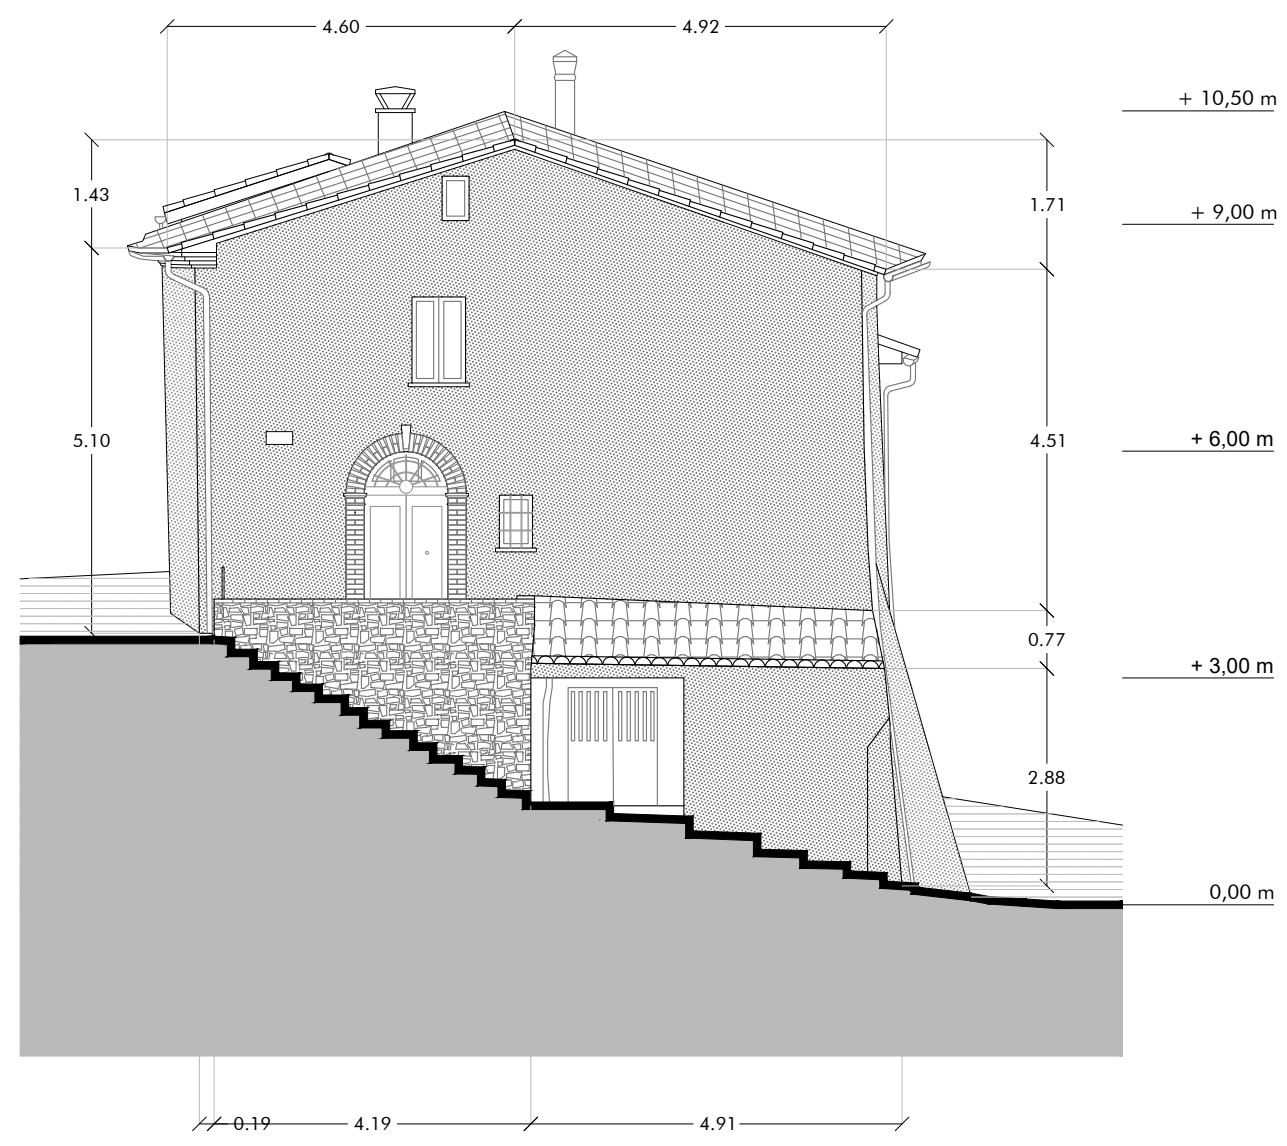 4.60 4.92
+ 10,50 m
1.43 1.71
+ 9,00 m
5.10 4.51
+ 6,00 m
0.77
+ 3,00 m
2.88
0,00 m
0.19 4.19 4.91